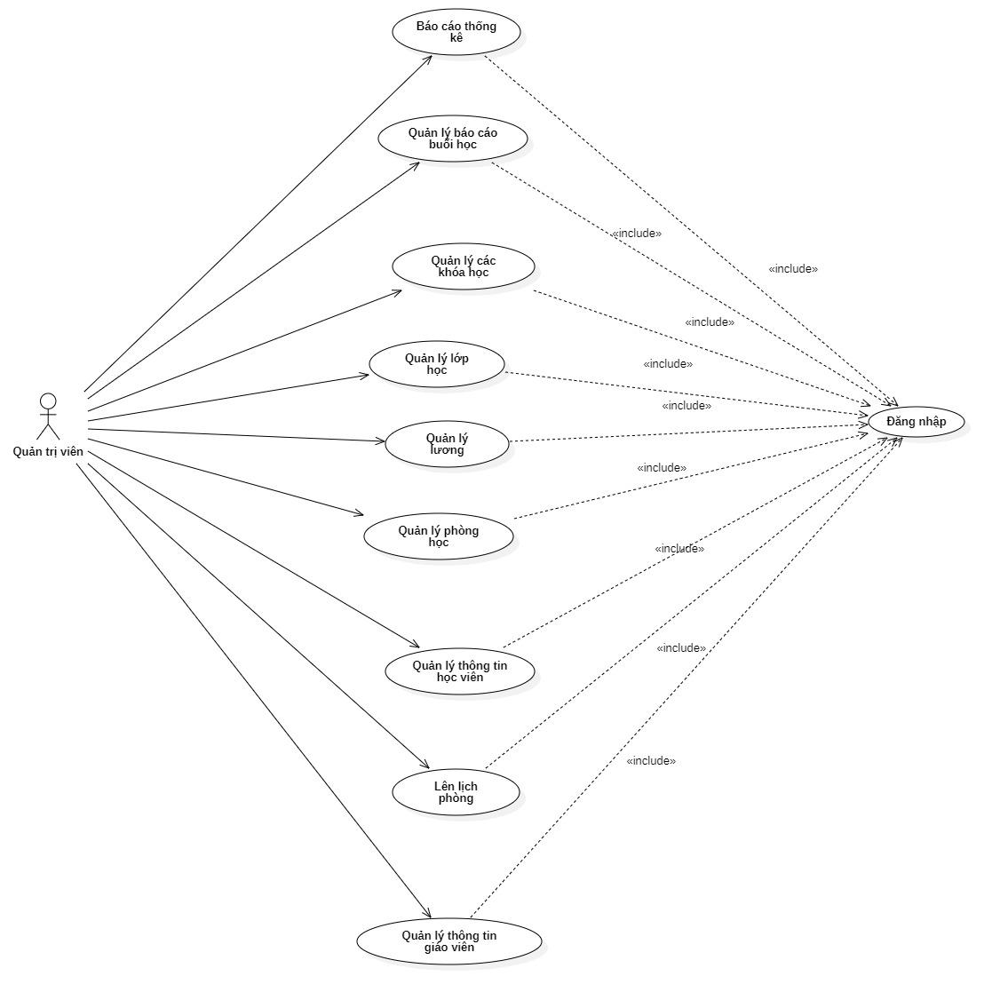 Báo cáo thống
kê
Quản lý báo cáo
buổi học
«include»
Quản lý các
khóa học
«include»
«include»
Quản lý lớp
học
«include»
«include»
Quản trị viên
Đăng nhập
Quản lý
lương
«include»
Quản lý phòng
học
«include»
Quản lý thông tin
học viên
«include»
«include»
Lên lịch
phòng
Quản lý thông tin
giáo viên